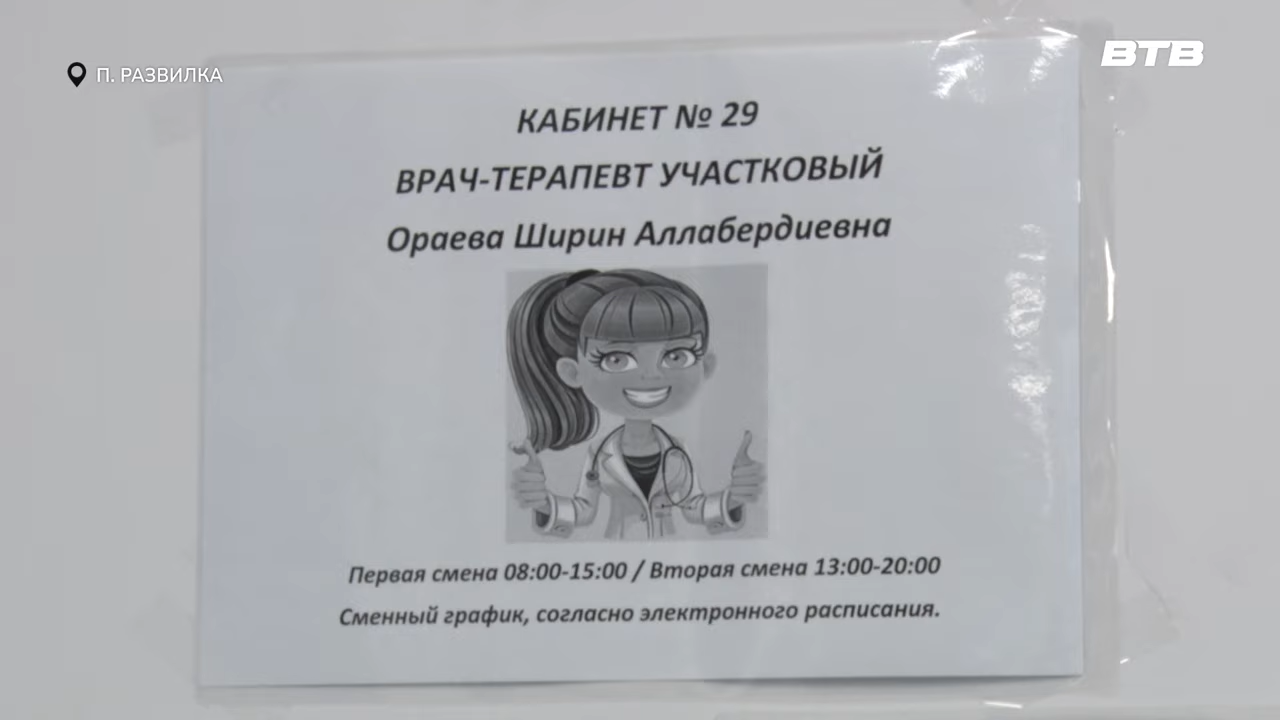 П. РАЗВИЛКА
ВТВ
КАБИНЕТ № 29
ВРАЧ-ТЕРАПЕВТ УЧАСТКОВЫЙ
Ораева Ширин Аллабердиевна
Первая смена 08:00-15:00 / Вторая смена 13:00-20:00
Сменный график, согласно электронного расписания.